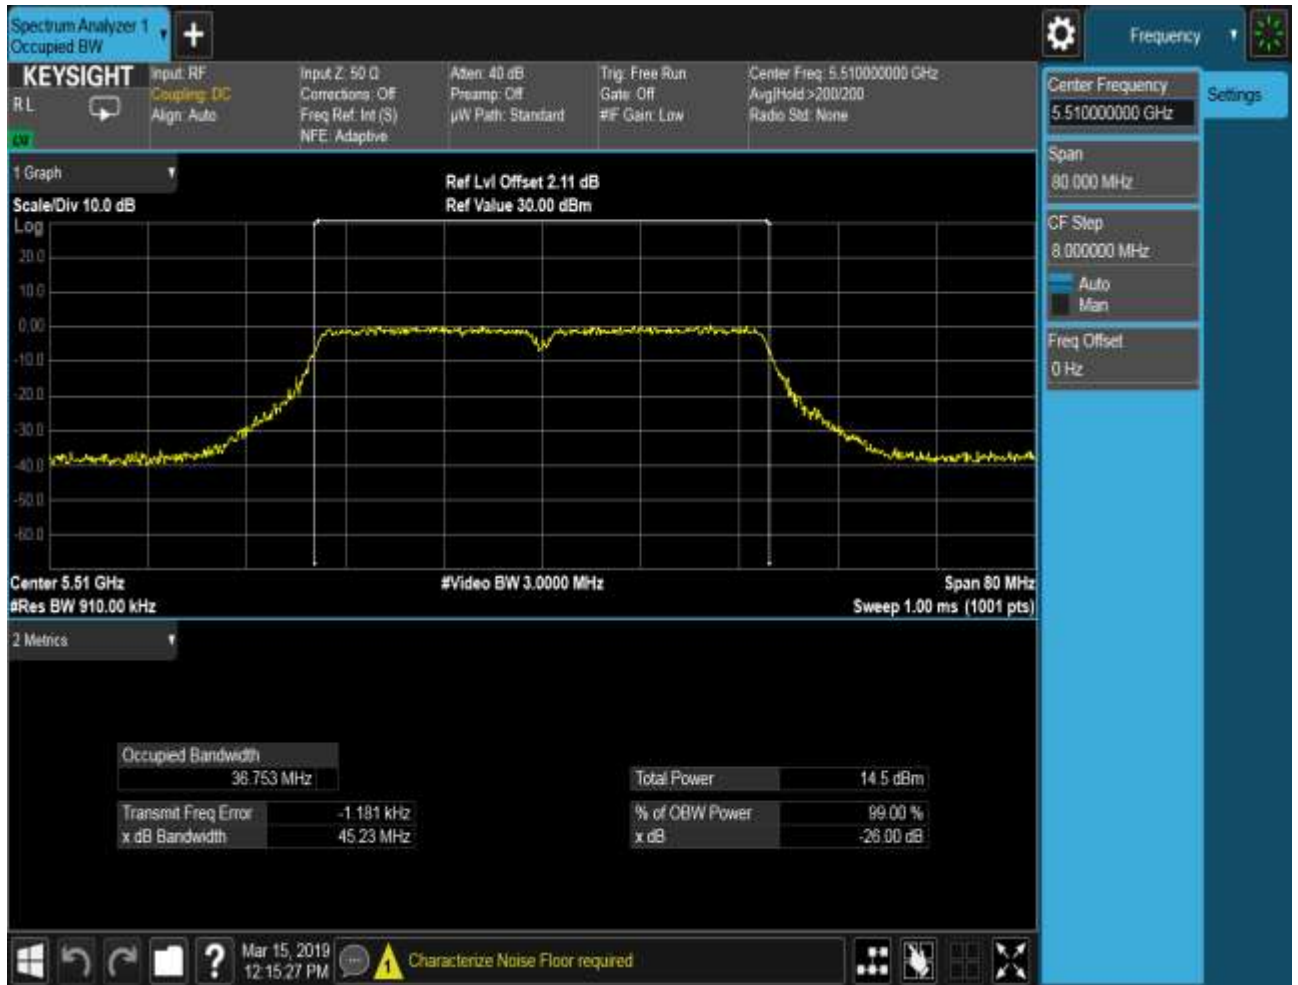 Spectrum Analyzer 1
Occupied BW
Frequency
KEYSIGHT
R L
Input: RF
Coupling: DC
Align: Auto
Input Z: 50 Ω
Corrections: Off
Freq Ref: Int (S)
NFE: Adaptive
Atten: 40 dB
Preamp: Off
µW Path: Standard
Trig: Free Run
Gate: Off
#IF Gain: Low
Center Freq: 5.510000000 GHz
Avg|Hold:>200/200
Radio Std: None
Center Frequency
5.510000000 GHz
Settings
Span
80.000 MHz
CF Step
8.000000 MHz
Auto
Man
Freq Offset
0 Hz
1 Graph
Scale/Div 10.0 dB
Ref Lvl Offset 2.11 dB
Ref Value 30.00 dBm
Log
20.0
10.0
0.00
-10.0
-20.0
-30.0
-40.0
-50.0
-60.0
Center 5.51 GHz
#Video BW 3.0000 MHz
Span 80 MHz
#Res BW 910.00 kHz
Sweep 1.00 ms (1001 pts)
2 Metrics
Occupied Bandwidth
36.753 MHz
Total Power 14.5 dBm
Transmit Freq Error -1.181 kHz
% of OBW Power 99.00 %
x dB Bandwidth 45.23 MHz
x dB -26.00 dB
Mar 15, 2019
12:15:27 PM
1
Characterize Noise Floor required